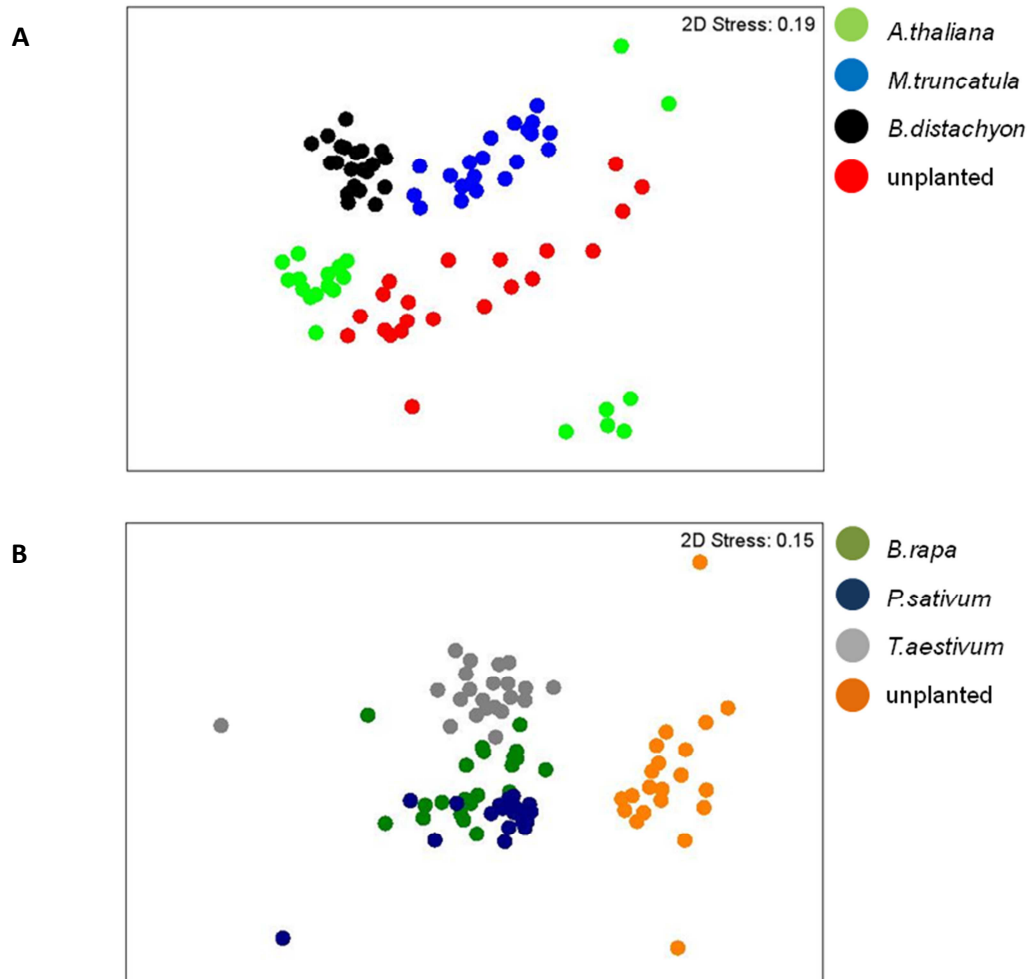 A
2D Stress: 0.19
A.thaliana
M.truncatula
B.distachyon
unplanted
B
2D Stress: 0.15
B.rapa
P.sativum
T.aestivum
unplanted